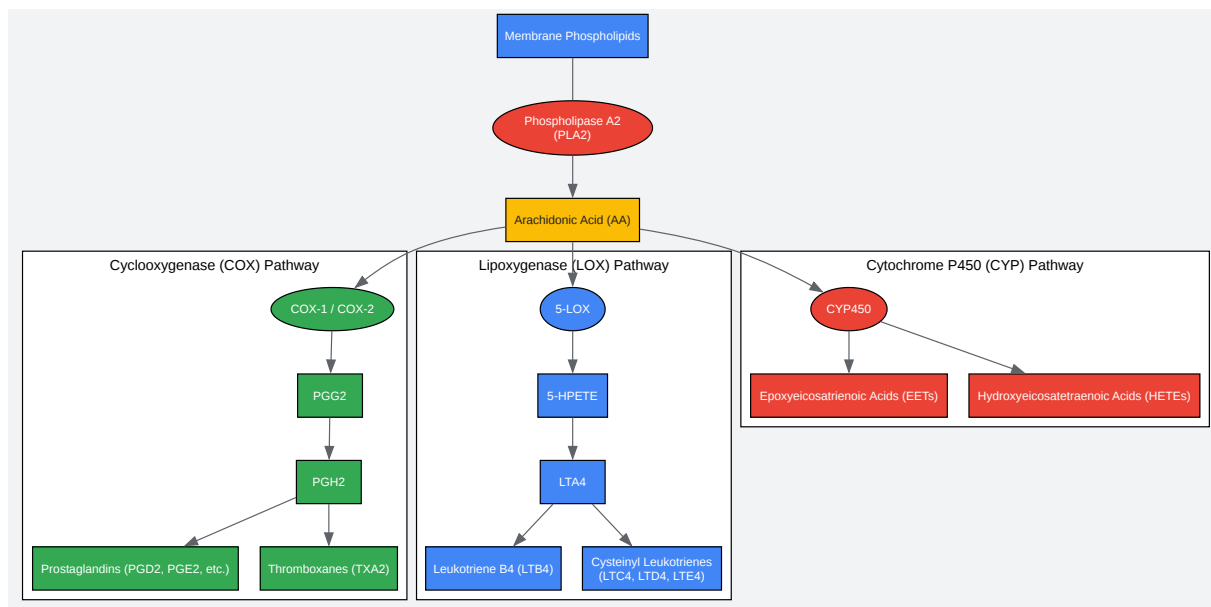 Membrane Phospholipids
Phospholipase A2
(PLA2)
Arachidonic Acid (AA)
Cyclooxygenase (COX) Pathway
COX-1 / COX-2
PGG2
PGH2
Prostaglandins (PGD2, PGE2, etc.)
Thromboxanes (TXA2)
Lipoxygenase (LOX) Pathway
5-LOX
5-HPETE
LTA4
Leukotriene B4 (LTB4)
Cysteinyl Leukotrienes
(LTC4, LTD4, LTE4)
Cytochrome P450 (CYP) Pathway
CYP450
Epoxyeicosatrienoic Acids (EETs)
Hydroxyeicosatetraenoic Acids (HETEs)